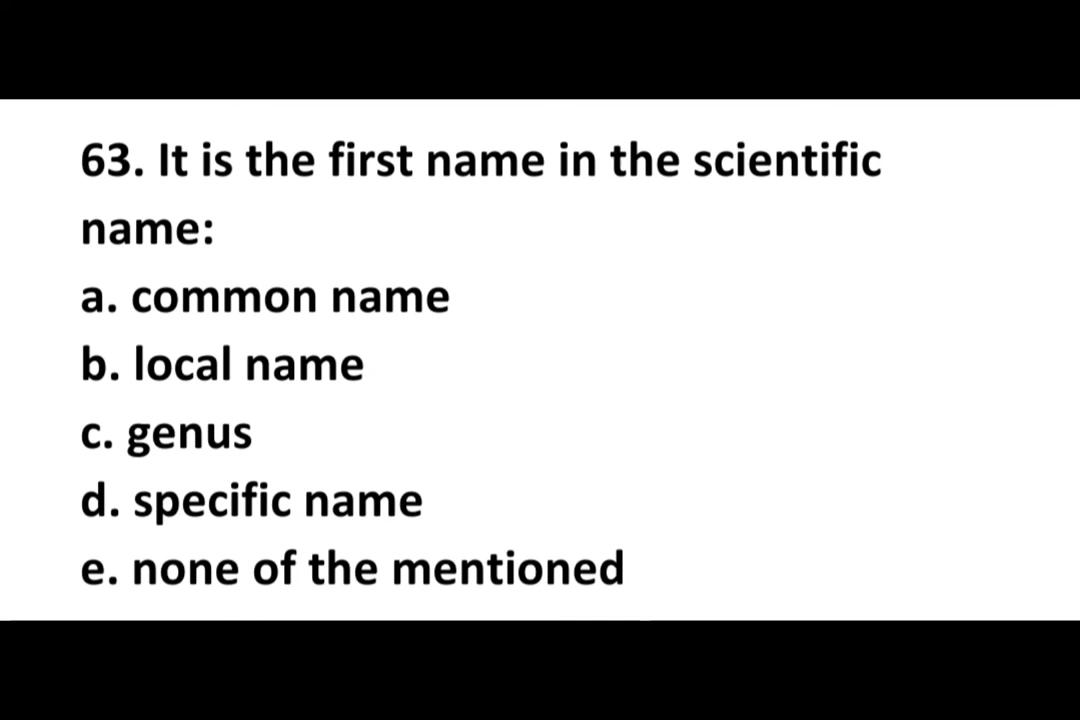 63. It is the first name in the scientific
name:
a. common name
b. local name
c. genus
d. specific name
e. none of the mentioned